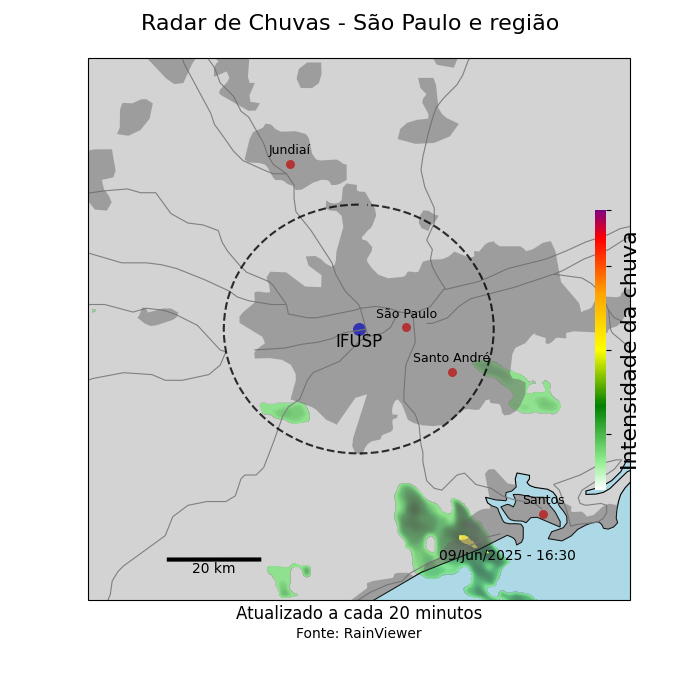 Radar de Chuvas - São Paulo e região
Jundiaí
São Paulo
IFUSP
Santo André
Intensidade da chuva
Santos
09/Jun/2025 - 16:30
20 km
Atualizado a cada 20 minutos
Fonte: RainViewer